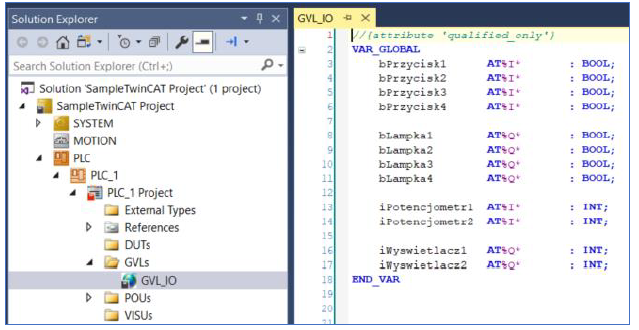 Solution Explorer
Search Solution Explorer (Ctrl+;)
Solution 'SampleTwinCAT Project' (1 project)
SampleTwinCAT Project
SYSTEM
MOTION
PLC
PLC_1
PLC_1 Project
External Types
References
DUTs
GVLs
GVL_IO
POUs
VISUs
GVL_IO
1 //{attribute 'qualified_only'}
2 VAR_GLOBAL
3 bPrzycisk1 AT%I* : BOOL;
4 bPrzycisk2 AT%I* : BOOL;
5 bPrzycisk3 AT%I* : BOOL;
6 bPrzycisk4 AT%I* : BOOL;
7
8 bLampka1 AT%Q* : BOOL;
9 bLampka2 AT%Q* : BOOL;
10 bLampka3 AT%Q* : BOOL;
11 bLampka4 AT%Q* : BOOL;
12
13 iPotencjometr1 AT%I* : INT;
14 iPotencjometr2 AT%I* : INT;
15
16 iWyswietlacz1 AT%Q* : INT;
17 iWyswietlacz2 AT%Q* : INT;
18 END_VAR
19
20
21